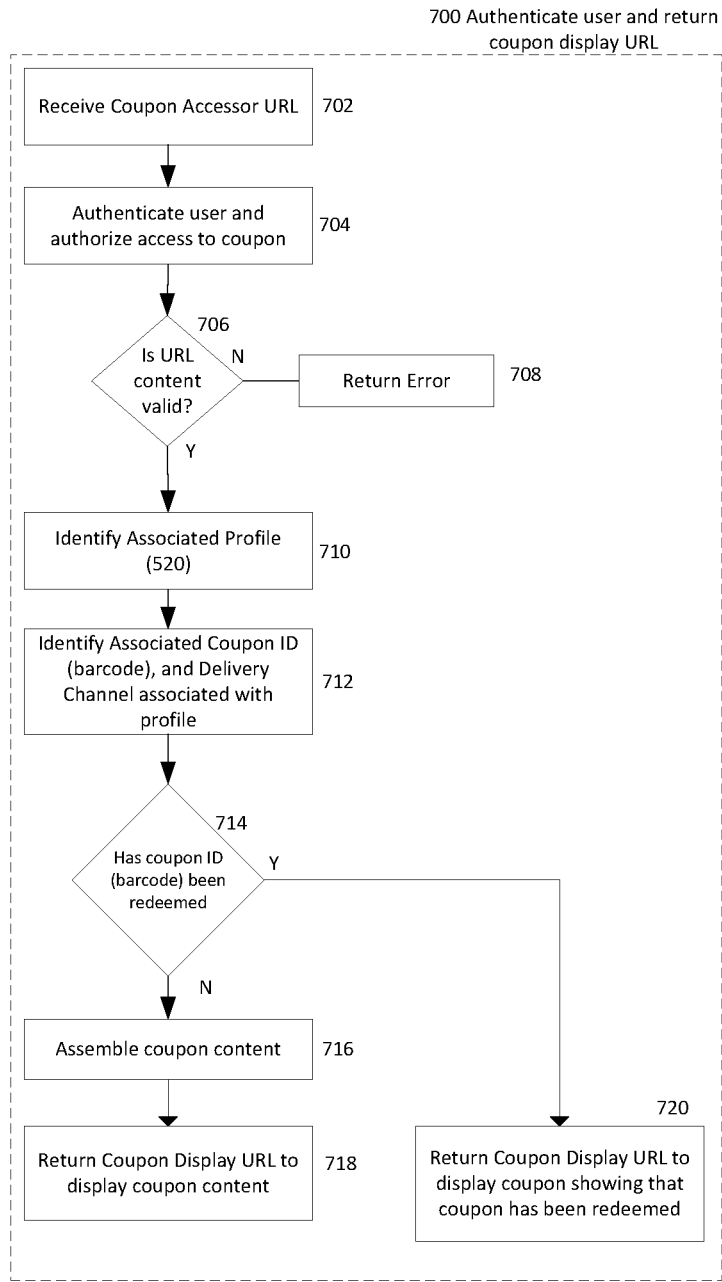 700 Authenticate user and return
coupon display URL
Receive Coupon Accessor URL
702
Authenticate user and
authorize access to coupon
704
706
Is URL
content
valid?
N
Return Error
708
Y
Identify Associated Profile
(520)
710
Identify Associated Coupon ID
(barcode), and Delivery
Channel associated with
profile
712
714
Has coupon ID
(barcode) been
redeemed
Y
N
Assemble coupon content
716
720
Return Coupon Display URL to
display coupon content
718
Return Coupon Display URL to
display coupon showing that
coupon has been redeemed